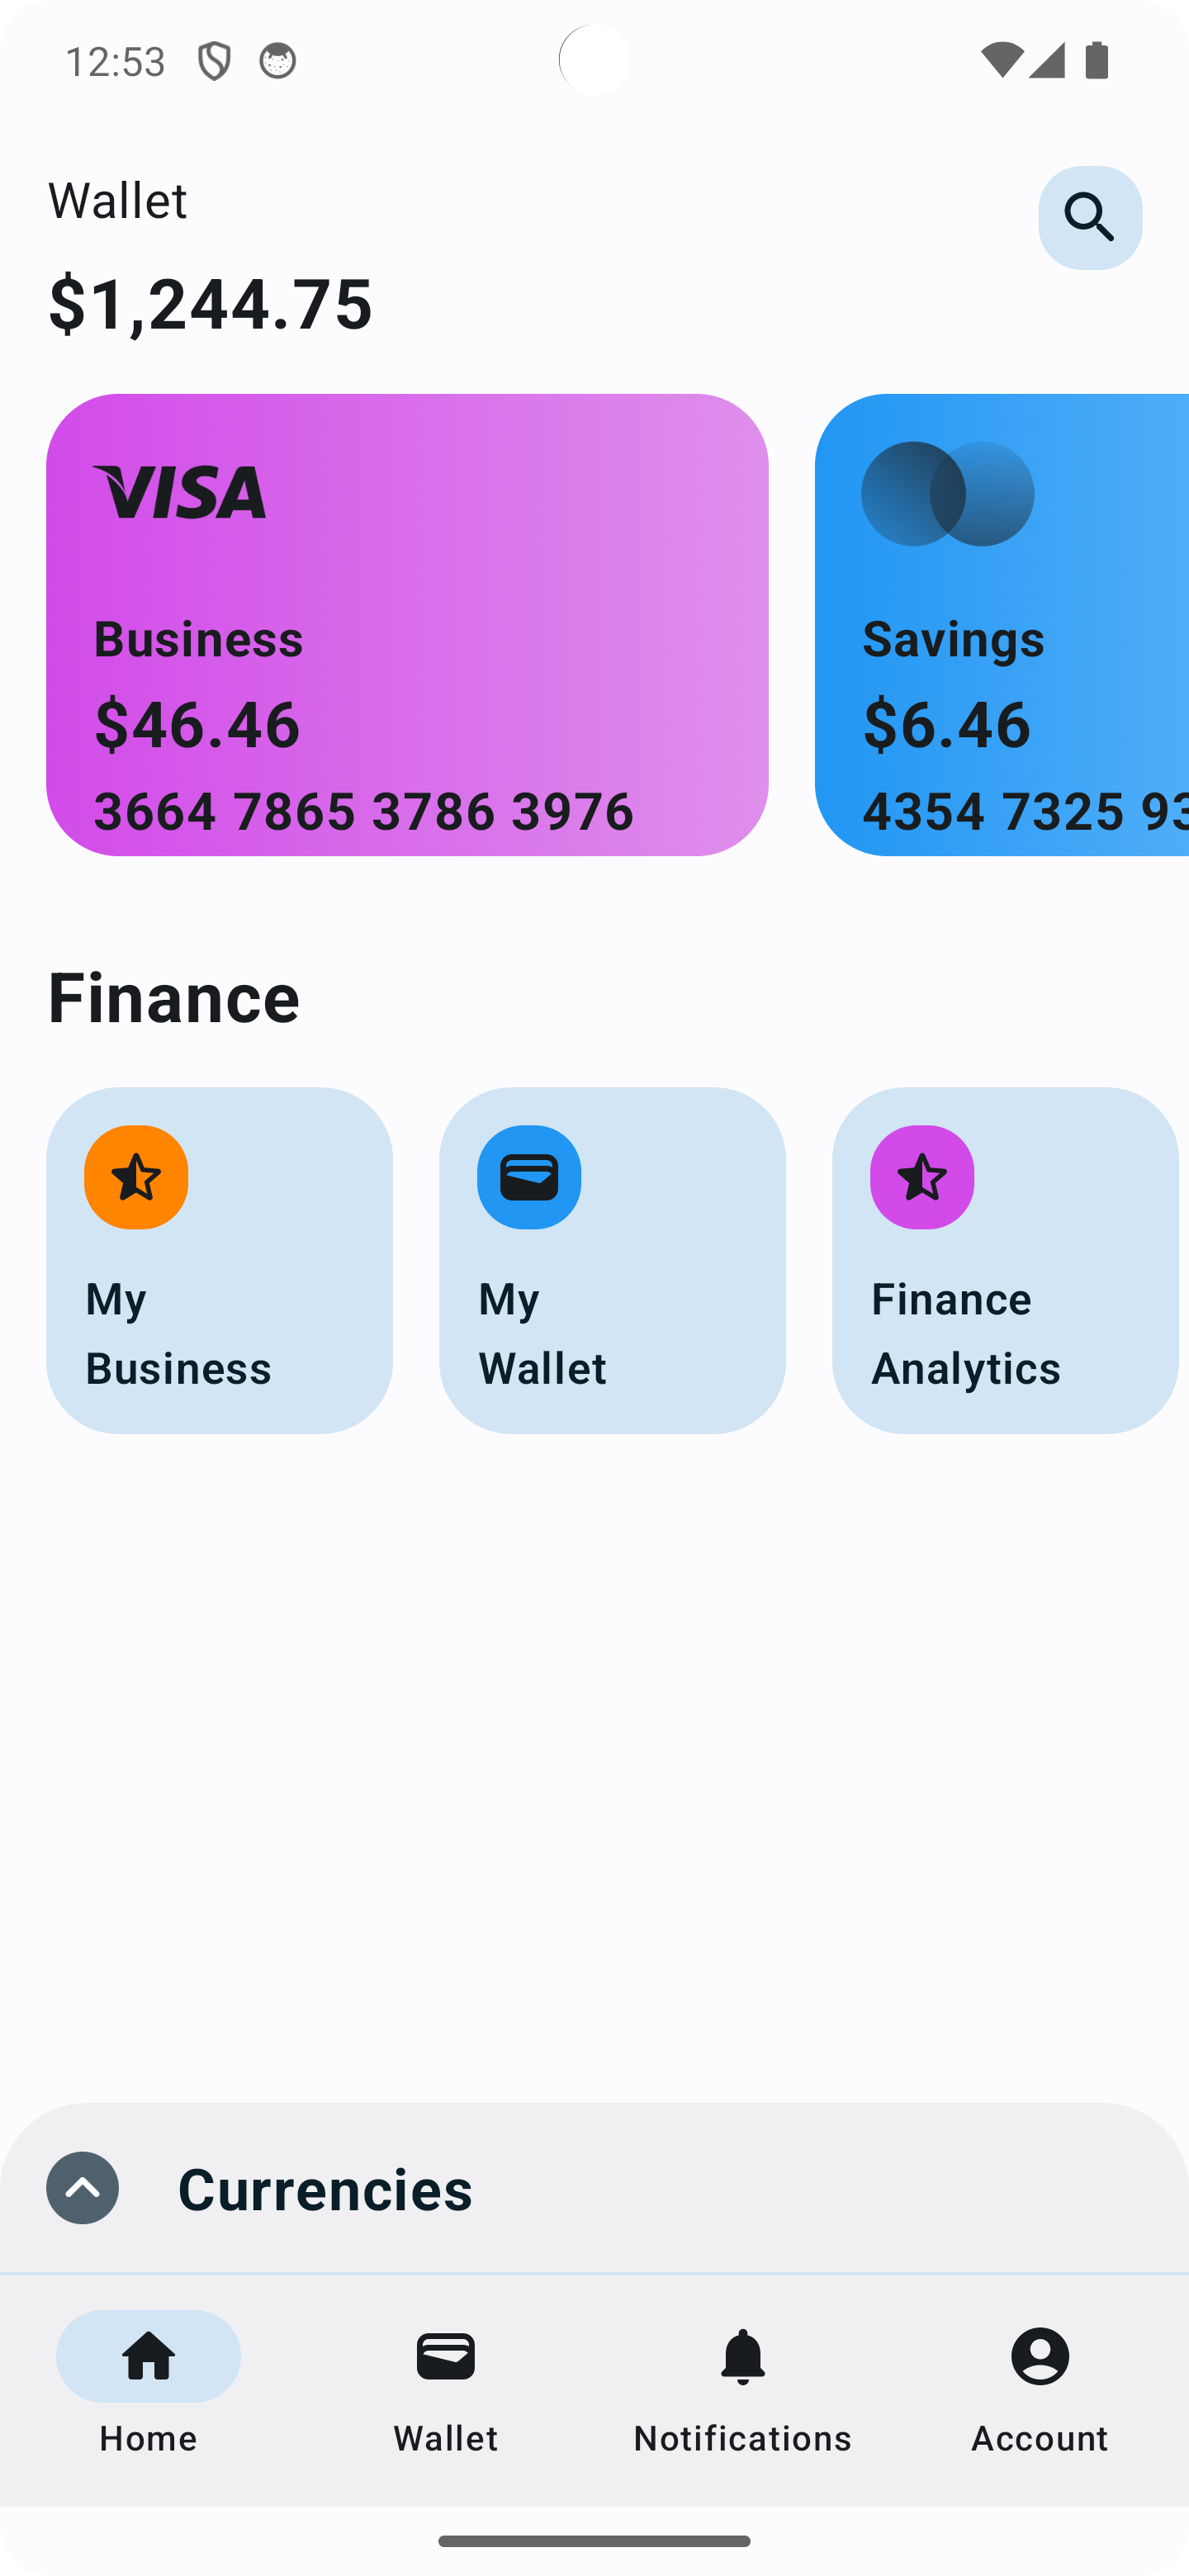 12:53
Wallet
$1,244.75
VISA
Business
$46.46
3664 7865 3786 3976
Savings
$6.46
4354 7325 93
Finance
My
Business
My
Wallet
Finance
Analytics
Currencies
Home
Wallet
Notifications
Account